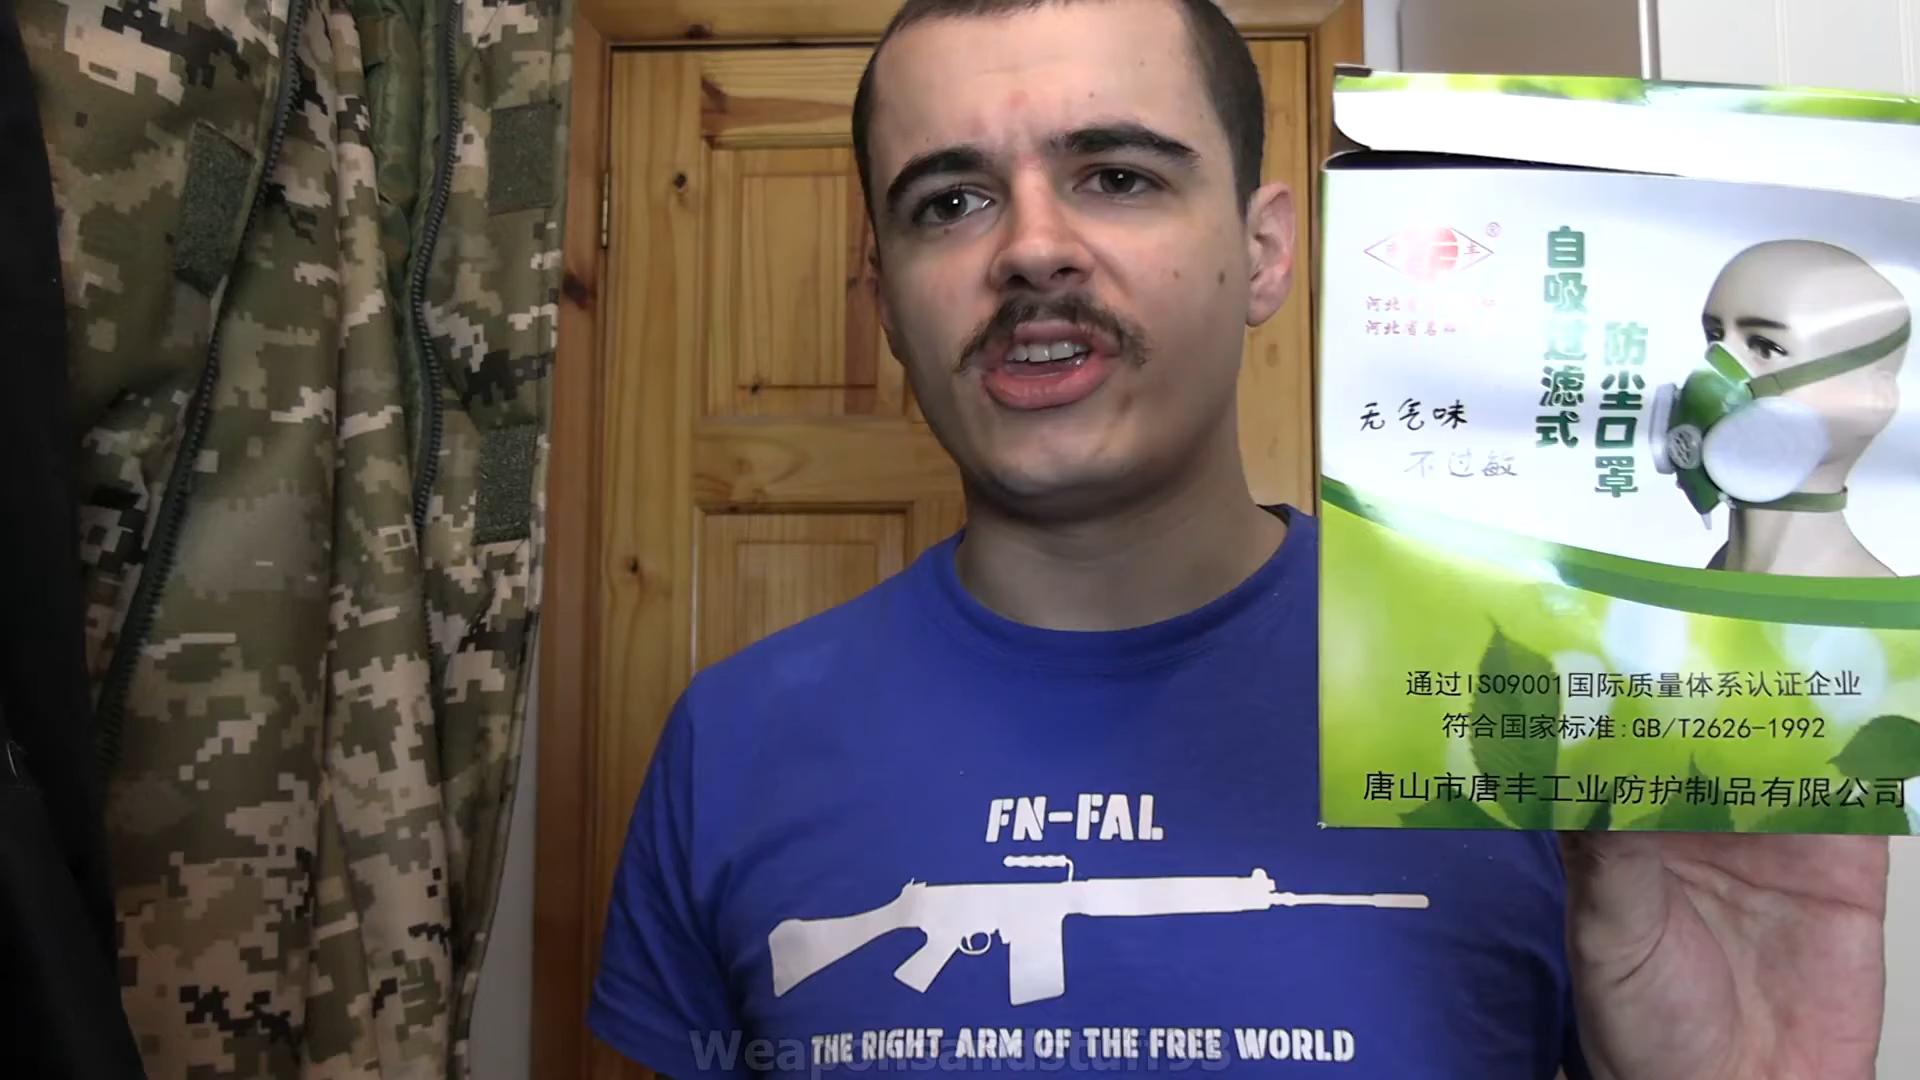 自吸过滤式
防尘口罩
无气味
不过敏
通过ISO9001国际质量体系认证企业
符合国家标准:GB/T2626-1992
唐山市唐丰工业防护制品有限公司
FN-FAL
THE RIGHT ARM OF THE FREE WORLD
Weaponsandstuff93